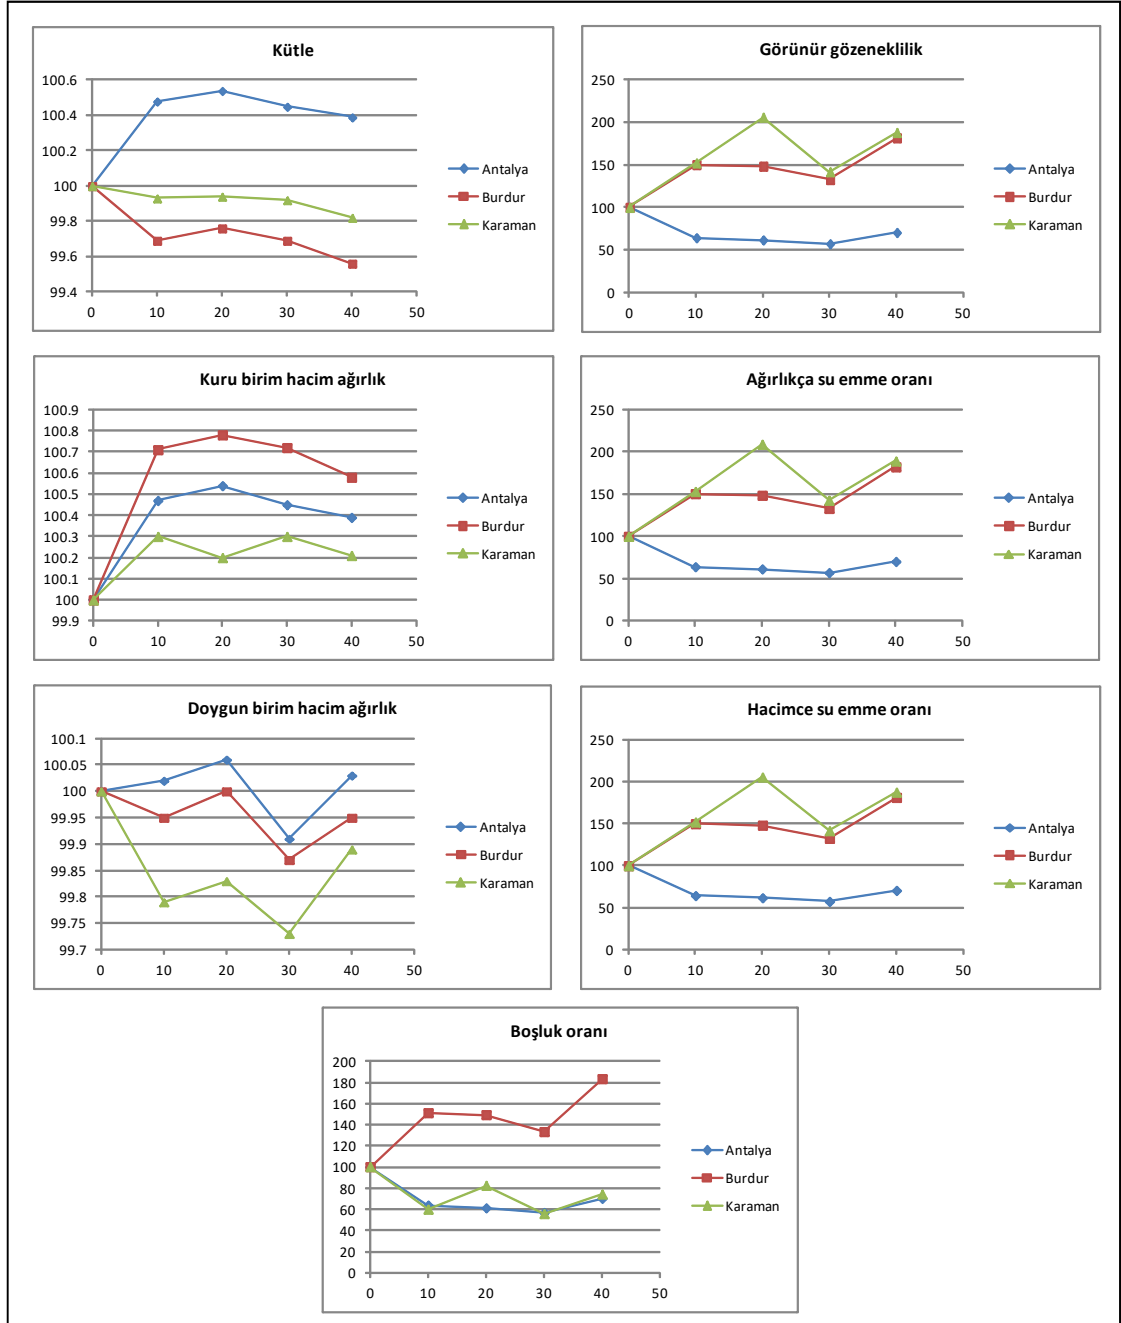 Kütle
100.6
100.4
100.2
100
99.8
99.6
99.4
0 10 20 30 40 50
Antalya
Burdur
Karaman
Görünür gözeneklilik
250
200
150
100
50
0
0 10 20 30 40 50
Antalya
Burdur
Karaman
Kuru birim hacim ağırlık
100.9
100.8
100.7
100.6
100.5
100.4
100.3
100.2
100.1
100
99.9
0 10 20 30 40 50
Antalya
Burdur
Karaman
Ağırlıkça su emme oranı
250
200
150
100
50
0
0 10 20 30 40 50
Antalya
Burdur
Karaman
Doygun birim hacim ağırlık
100.1
100.05
100
99.95
99.9
99.85
99.8
99.75
99.7
0 10 20 30 40 50
Antalya
Burdur
Karaman
Hacimce su emme oranı
250
200
150
100
50
0
0 10 20 30 40 50
Antalya
Burdur
Karaman
Boşluk oranı
200
180
160
140
120
100
80
60
40
20
0
0 10 20 30 40 50
Antalya
Burdur
Karaman